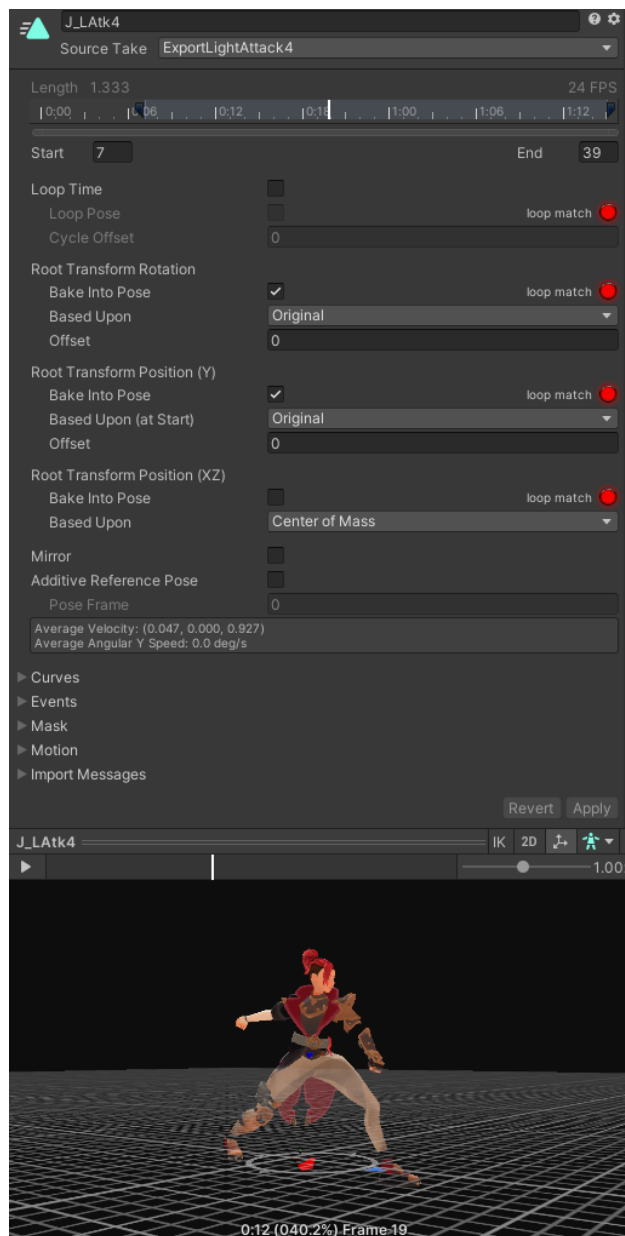 J_LAtk4
Source Take ExportLightAttack4
Length 1.333 24 FPS
0:00 0:06 0:12 0:18 1:00 1:06 1:12
Start 7 End 39
Loop Time
Loop Pose loop match
Cycle Offset 0
Root Transform Rotation
Bake Into Pose loop match
Based Upon Original
Offset 0
Root Transform Position (Y)
Bake Into Pose loop match
Based Upon (at Start) Original
Offset 0
Root Transform Position (XZ)
Bake Into Pose loop match
Based Upon Center of Mass
Mirror
Additive Reference Pose
Pose Frame 0
Average Velocity: (0.047, 0.000, 0.927)
Average Angular Y Speed: 0.0 deg/s
Curves
Events
Mask
Motion
Import Messages
Revert Apply
J_LAtk4 IK 2D
1.00
0:12 (040.2%) Frame 19